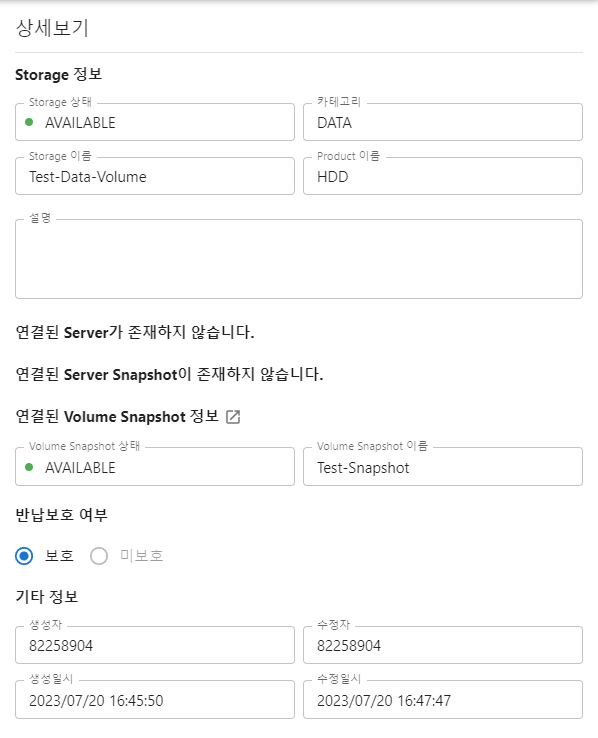 상세보기
Storage 정보
Storage 상태
카테고리
AVAILABLE
DATA
Storage 이름
Product 이름
Test-Data-Volume
HDD
설명
연결된 Server가 존재하지 않습니다.
연결된 Server Snapshot이 존재하지 않습니다.
연결된 Volume Snapshot 정보
Volume Snapshot 상태
Volume Snapshot 이름
AVAILABLE
Test-Snapshot
반납보호 여부
보호 미보호
기타 정보
생성자
수정자
82258904
82258904
생성일시
수정일시
2023/07/20 16:45:50
2023/07/20 16:47:47